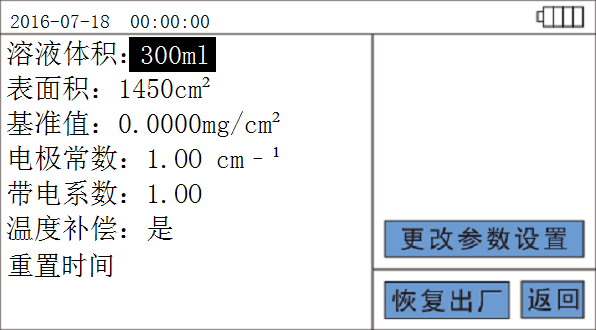 2016-07-18 00:00:00
溶液体积: 300ml
表面积: 1450cm²
基准值: 0.0000mg/cm²
电极常数: 1.00 cm－¹
带电系数: 1.00
温度补偿: 是
重置时间
更改参数设置
恢复出厂 返回